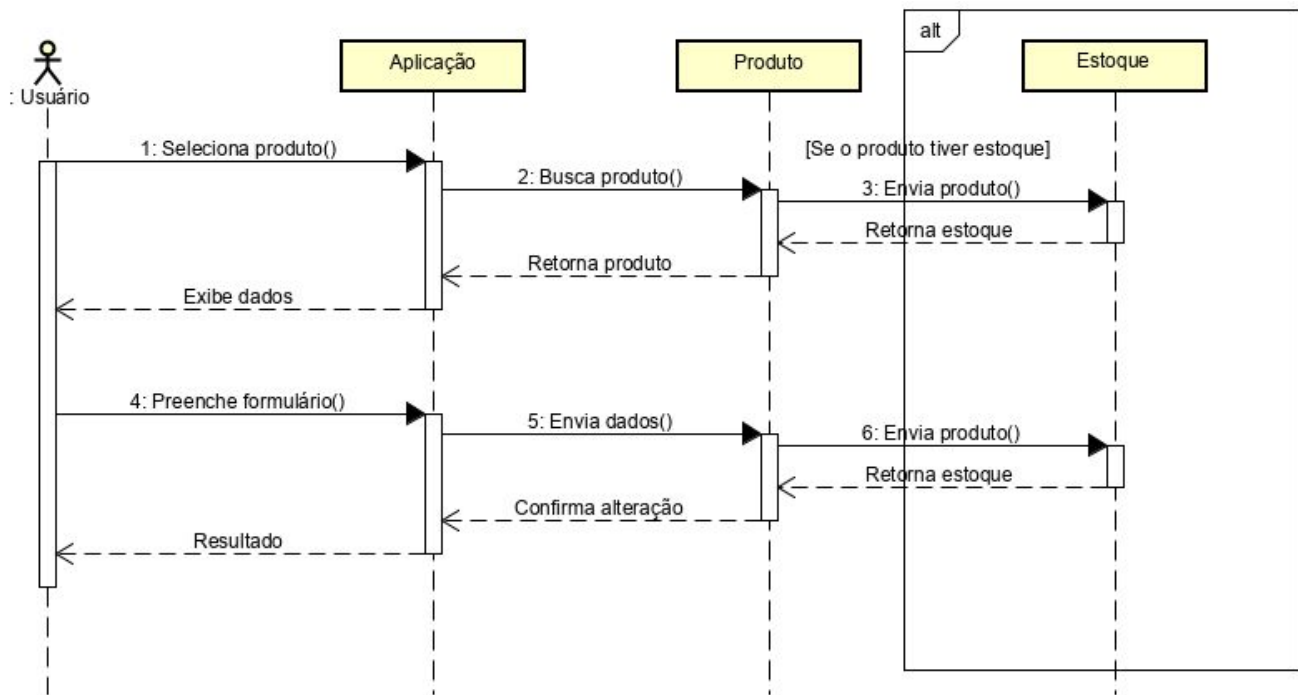 alt
: Usuário
Aplicação
Produto
Estoque
1: Seleciona produto()
[Se o produto tiver estoque]
2: Busca produto()
3: Envia produto()
Retorna estoque
Retorna produto
Exibe dados
4: Preenche formulário()
5: Envia dados()
6: Envia produto()
Retorna estoque
Confirma alteração
Resultado